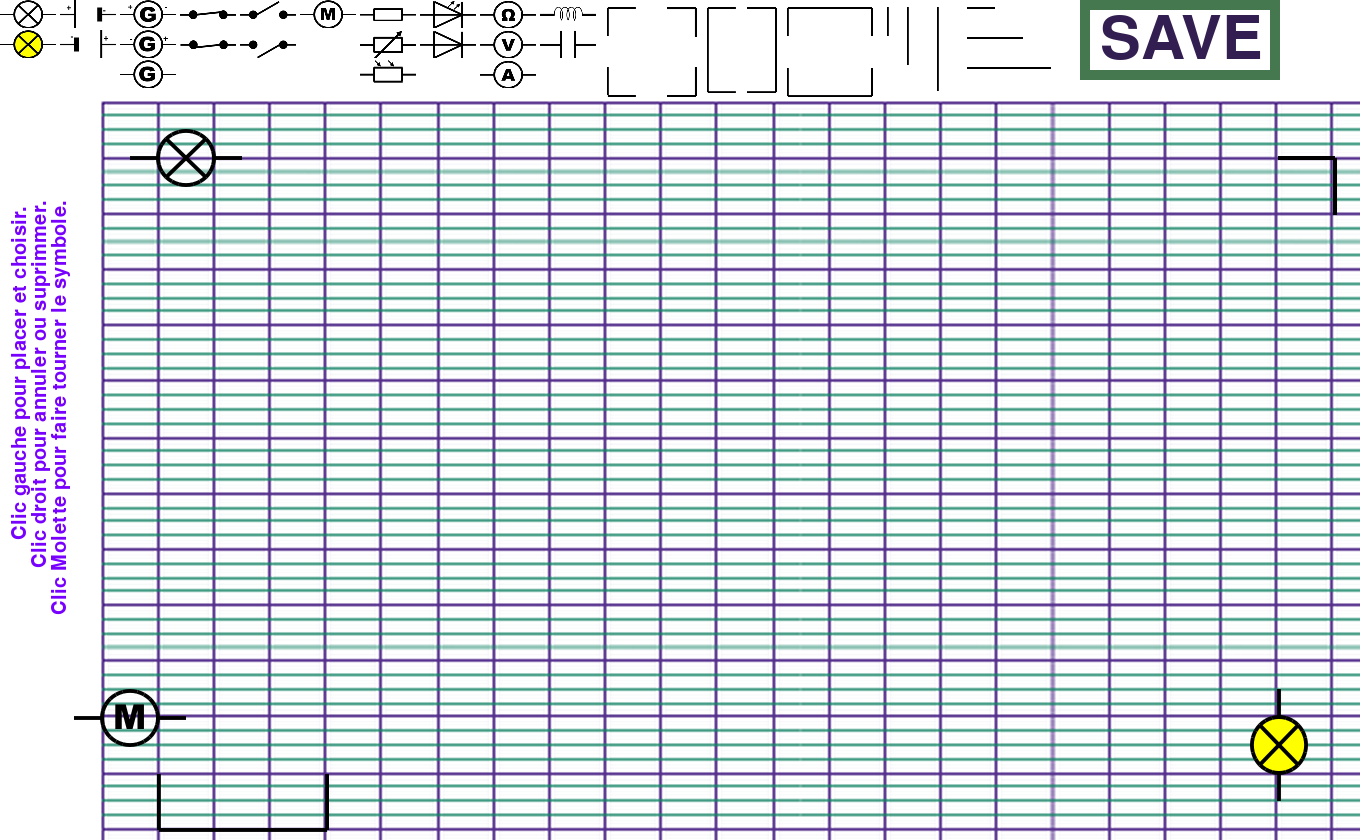 + - + G - M Ω
- + - G + V
G A
SAVE
Clic gauche pour placer et choisir.
Clic droit pour annuler ou suprimmer.
Clic Molette pour faire tourner le symbole.
M